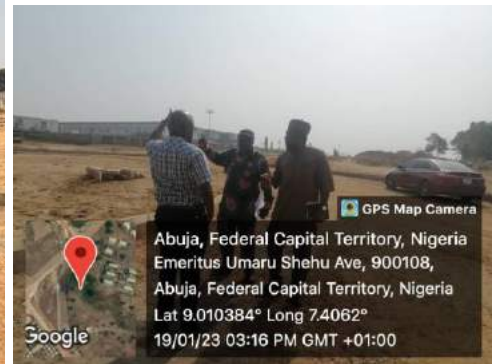 GPS Map Camera
Abuja, Federal Capital Territory, Nigeria
Emeritus Umaru Shehu Ave, 900108,
Abuja, Federal Capital Territory, Nigeria
Lat 9.010384° Long 7.4062°
19/01/23 03:16 PM GMT +01:00
Google